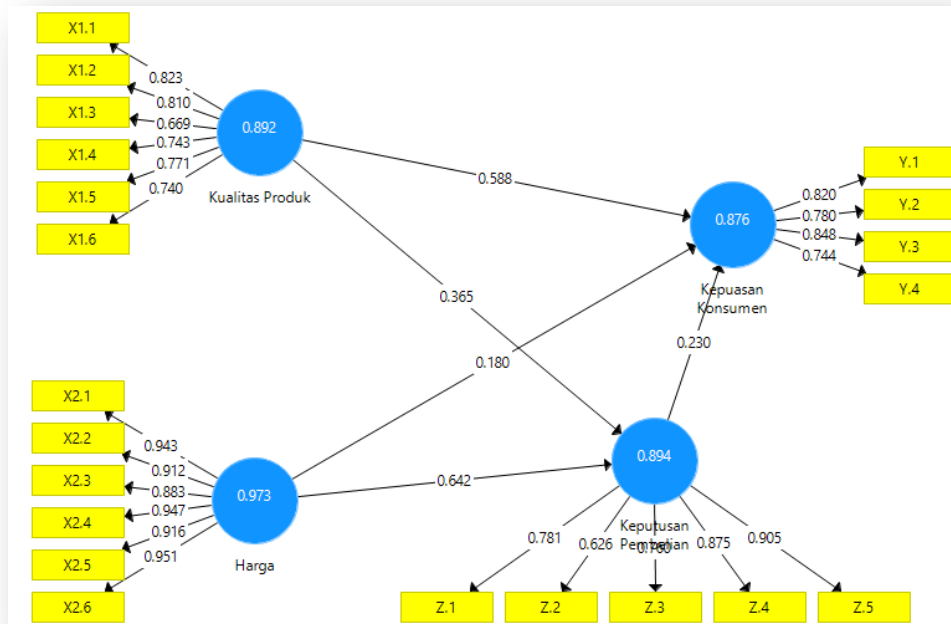 X1.1
X1.2
X1.3
X1.4
X1.5
X1.6
0.823
0.810
0.669
0.743
0.771
0.740
0.892
Kualitas Produk
0.588
0.365
0.180
0.230
0.642
0.876
Kepuasan
Konsumen
0.820
0.780
0.848
0.744
Y.1
Y.2
Y.3
Y.4
X2.1
X2.2
X2.3
X2.4
X2.5
X2.6
0.943
0.912
0.883
0.947
0.916
0.951
0.973
Harga
0.894
Keputusan
Pembelian
0.781
0.626
0.760
0.875
0.905
Z.1
Z.2
Z.3
Z.4
Z.5